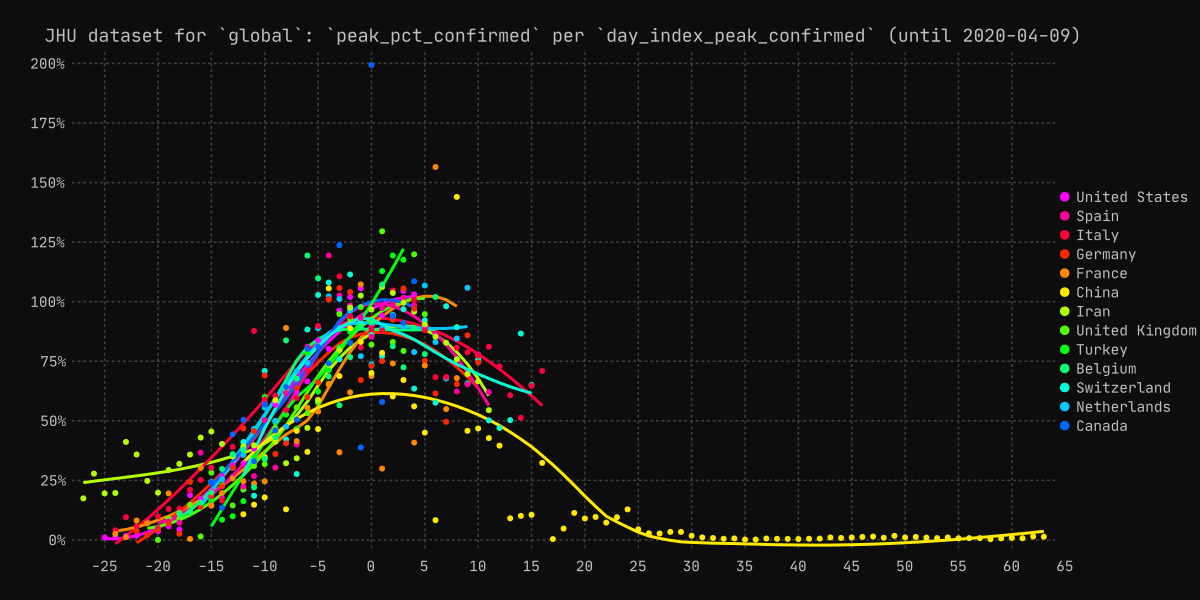 JHU dataset for `global`: `peak_pct_confirmed` per `day_index_peak_confirmed` (until 2020-04-09)
200%
175%
150%
125%
100%
75%
50%
25%
0%
-25 -20 -15 -10 -5 0 5 10 15 20 25 30 35 40 45 50 55 60 65
United States
Spain
Italy
Germany
France
China
Iran
United Kingdom
Turkey
Belgium
Switzerland
Netherlands
Canada